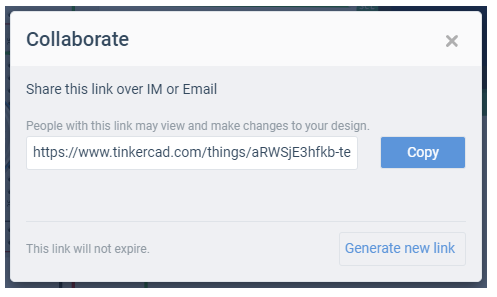 Collaborate
Share this link over IM or Email
People with this link may view and make changes to your design.
https://www.tinkercad.com/things/aRWSjE3hfkb-te
Copy
This link will not expire.
Generate new link